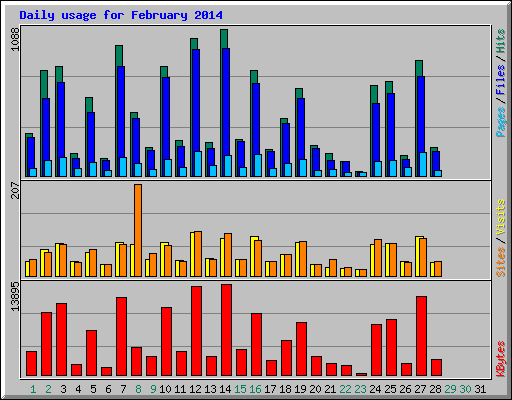 Daily usage for February 2014
1088
Pages / Files / Hits
207
Sites / Visits
13895
KBytes
1 2 3 4 5 6 7 8 9 10 11 12 13 14 15 16 17 18 19 20 21 22 23 24 25 26 27 28 29 30 31